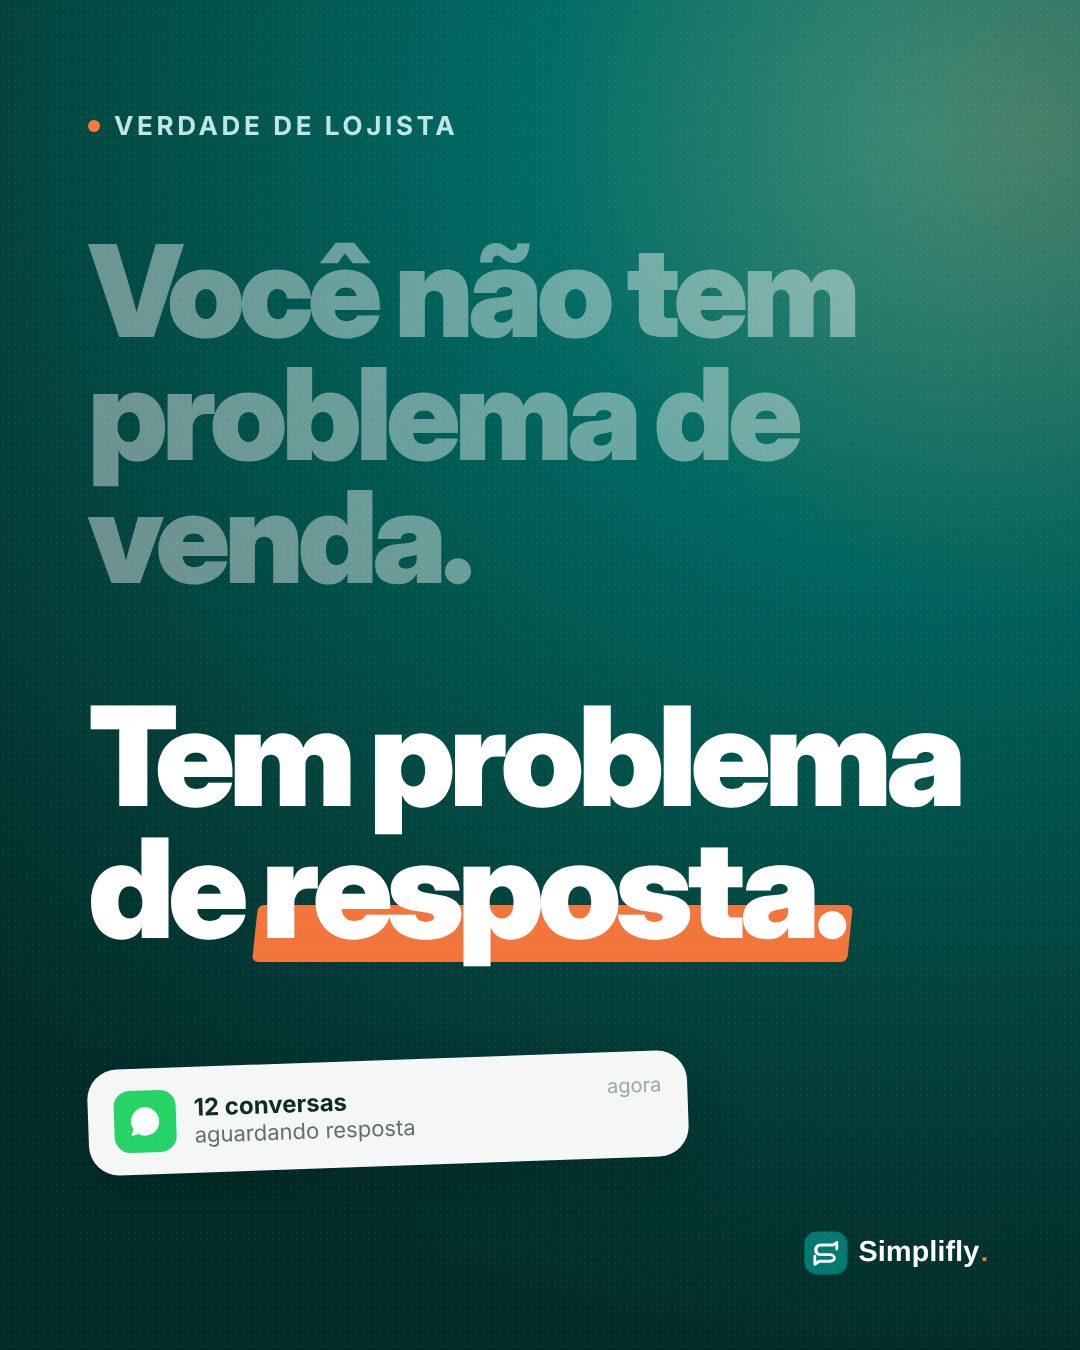 VERDADE DE LOJISTA
Você não tem
problema de
venda.
Tem problema
de resposta.
12 conversas
agora
aguardando resposta
Simplifly.